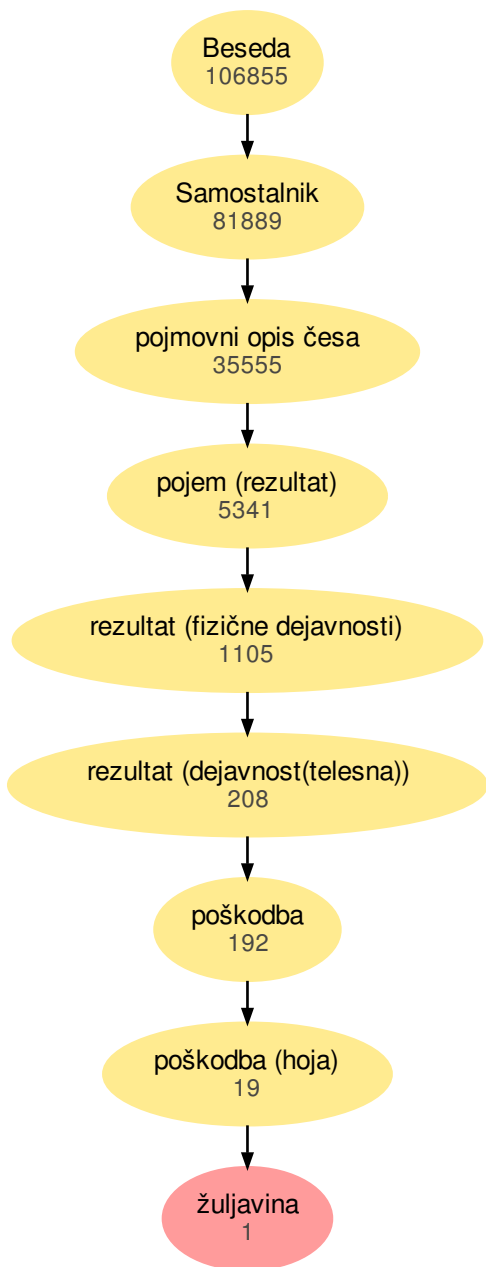 Beseda
106855
Samostalnik
81889
pojmovni opis česa
35555
pojem (rezultat)
5341
rezultat (fizične dejavnosti)
1105
rezultat (dejavnost(telesna))
208
poškodba
192
poškodba (hoja)
19
žuljavina
1